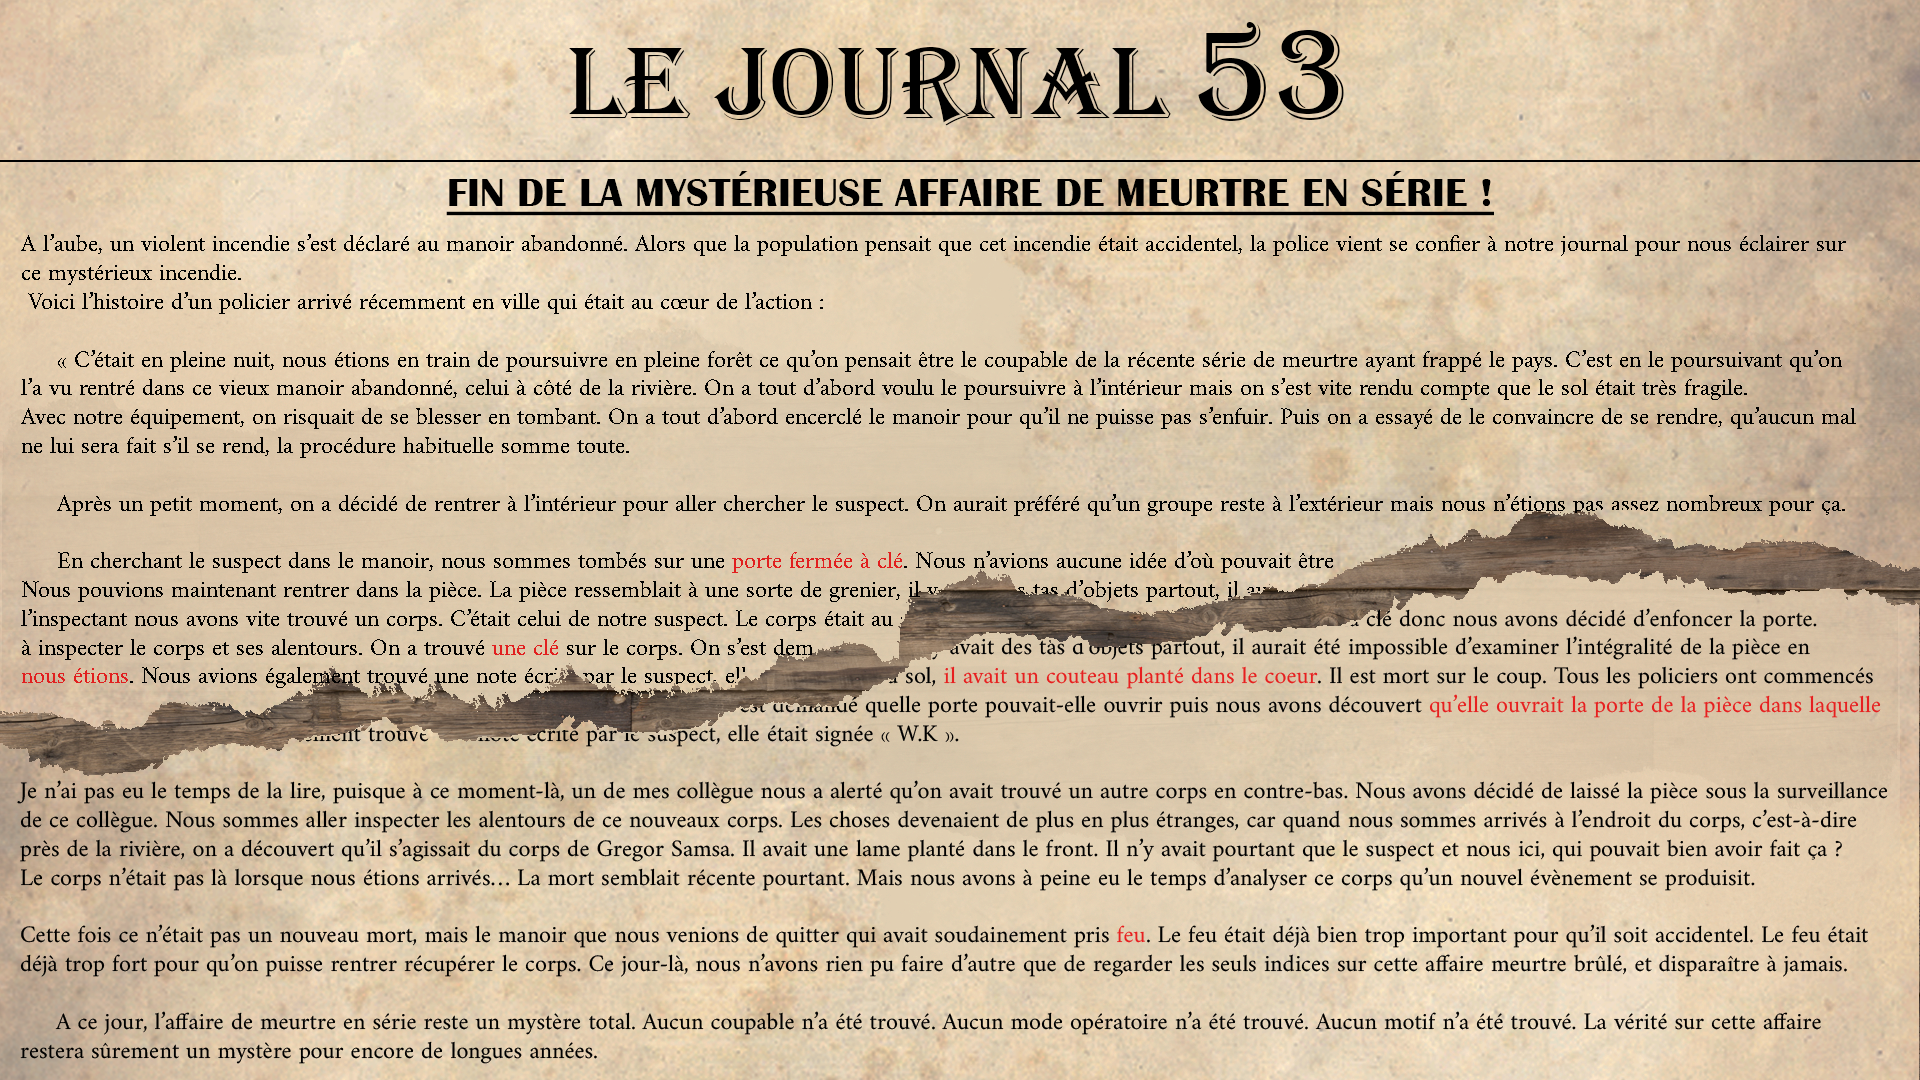 LE JOURNAL 53
FIN DE LA MYSTÉRIEUSE AFFAIRE DE MEURTRE EN SÉRIE !
A l’aube, un violent incendie s’est déclaré au manoir abandonné. Alors que la population pensait que cet incendie était accidentel, la police vient se confier à notre journal pour nous éclairer sur
ce mystérieux incendie.
Voici l’histoire d’un policier arrivé récemment en ville qui était au cœur de l’action :
« C’était en pleine nuit, nous étions en train de poursuivre en pleine forêt ce qu’on pensait être le coupable de la récente série de meurtre ayant frappé le pays. C’est en le poursuivant qu’on
l’a vu rentré dans ce vieux manoir abandonné, celui à côté de la rivière. On a tout d’abord voulu le poursuivre à l’intérieur mais on s’est vite rendu compte que le sol était très fragile.
Avec notre équipement, on risquait de se blesser en tombant. On a tout d’abord encerclé le manoir pour qu’il ne puisse pas s’enfuir. Puis on a essayé de le convaincre de se rendre, qu’aucun mal
ne lui sera fait s’il se rend, la procédure habituelle somme toute.
Après un petit moment, on a décidé de rentrer à l’intérieur pour aller chercher le suspect. On aurait préféré qu’un groupe reste à l’extérieur mais nous n’étions pas assez nombreux pour ça.
En cherchant le suspect dans le manoir, nous sommes tombés sur une porte fermée à clé. Nous n’avions aucune idée d’où pouvait être
Nous pouvions maintenant rentrer dans la pièce. La pièce ressemblait à une sorte de grenier, il y tas d’objets partout, il
clé donc nous avons décidé d’enfoncer la porte.
l’inspectant nous avons vite trouvé un corps. C’était celui de notre suspect. Le corps était au
avait des tas d’objets partout, il aurait été impossible d’examiner l’intégralité de la pièce en
à inspecter le corps et ses alentours. On a trouvé une clé sur le corps. On s’est dem
sol, il avait un couteau planté dans le coeur. Il est mort sur le coup. Tous les policiers ont commencés
nous étions. Nous avions également trouvé une note écri par le suspect, el
demandé quelle porte pouvait-elle ouvrir puis nous avons découvert qu’elle ouvrait la porte de la pièce dans laquelle
trouvé note écrite par le suspect, elle était signée « W.K ».
Je n’ai pas eu le temps de la lire, puisque à ce moment-là, un de mes collègue nous a alerté qu’on avait trouvé un autre corps en contre-bas. Nous avons décidé de laissé la pièce sous la surveillance
de ce collègue. Nous sommes aller inspecter les alentours de ce nouveaux corps. Les choses devenaient de plus en plus étranges, car quand nous sommes arrivés à l’endroit du corps, c’est-à-dire
près de la rivière, on a découvert qu’il s’agissait du corps de Gregor Samsa. Il avait une lame planté dans le front. Il n’y avait pourtant que le suspect et nous ici, qui pouvait bien avoir fait ça ?
Le corps n’était pas là lorsque nous étions arrivés… La mort semblait récente pourtant. Mais nous avons à peine eu le temps d’analyser ce corps qu’un nouvel évènement se produisit.
Cette fois ce n’était pas un nouveau mort, mais le manoir que nous venions de quitter qui avait soudainement pris feu. Le feu était déjà bien trop important pour qu’il soit accidentel. Le feu était
déjà trop fort pour qu’on puisse rentrer récupérer le corps. Ce jour-là, nous n’avons rien pu faire d’autre que de regarder les seuls indices sur cette affaire meurtre brûlé, et disparaître à jamais.
A ce jour, l’affaire de meurtre en série reste un mystère total. Aucun coupable n’a été trouvé. Aucun mode opératoire n’a été trouvé. Aucun motif n’a été trouvé. La vérité sur cette affaire
restera sûrement un mystère pour encore de longues années.